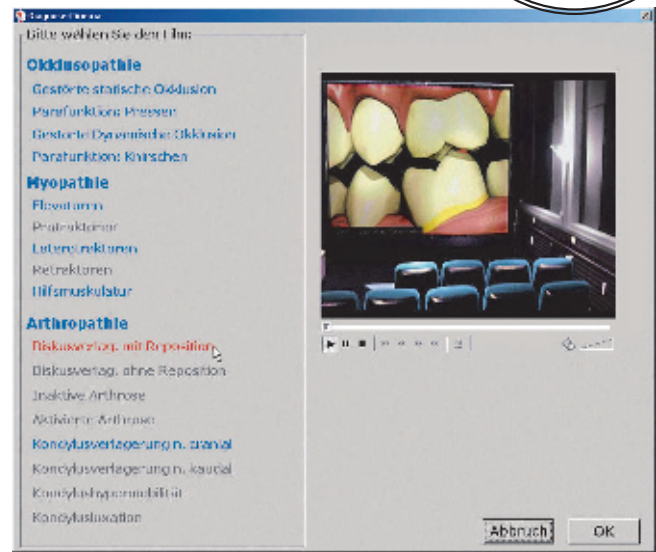 Bitte wählen Sie den Film:
Okklusopathie
Gestörte statische Okklusion
Parafunktion: Pressen
Gestörte Dynamische Okklusion
Parafunktion: Knirschen
Myopathie
Elevatoren
Protraktoren
Laterotraktoren
Retraktoren
Hilfsmuskulatur
Arthropathie
Diskusverlag. mit Reposition
Diskusverlag. ohne Reposition
Inaktive Arthrose
Aktivierte Arthrose
Kondylusverlagerung n. cranial
Kondylusverlagerung n. kaudal
Kondylushypermobilität
Kondylusluxation
Abbruch
OK